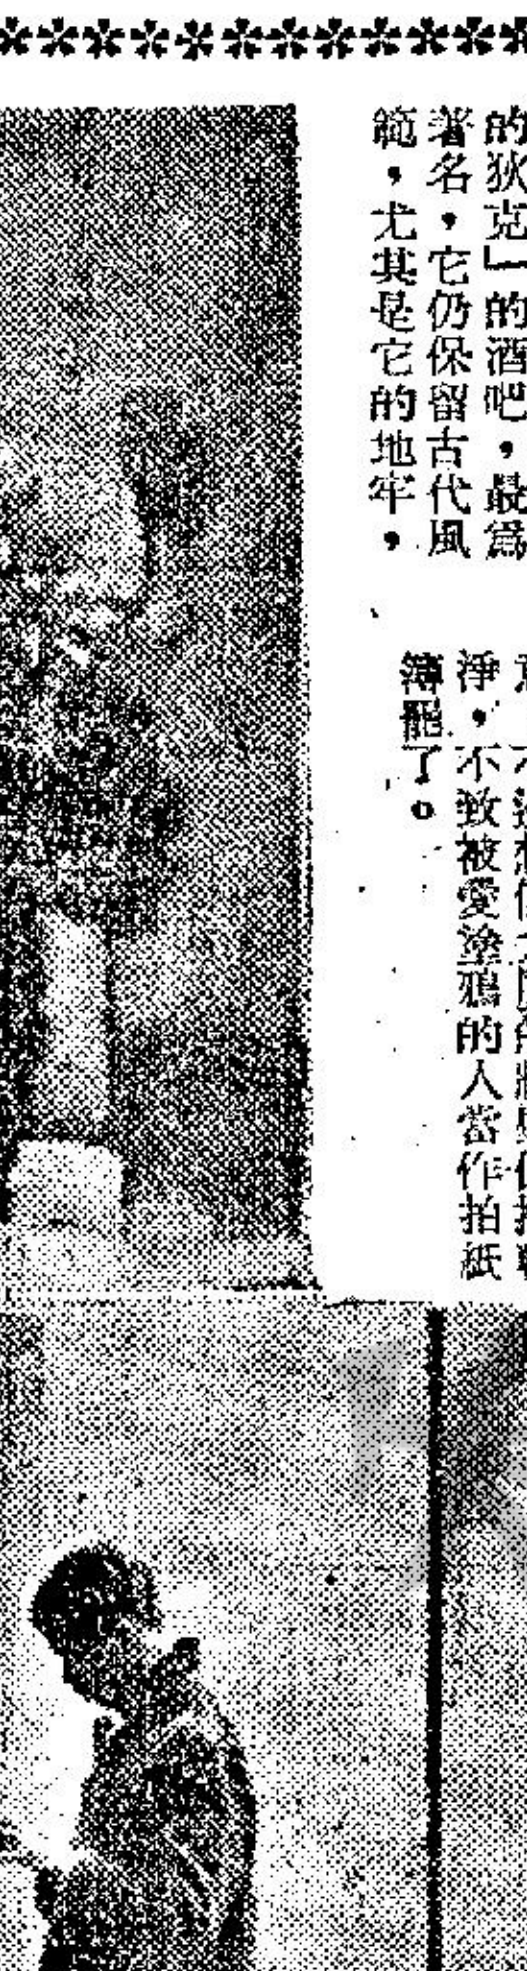 的狄克」的酒吧，最爲
著名，它仍保留古代風
範，尤其是它的地牢，
淨，不致被愛塗鴉的人當作拍紙
簿罷了。